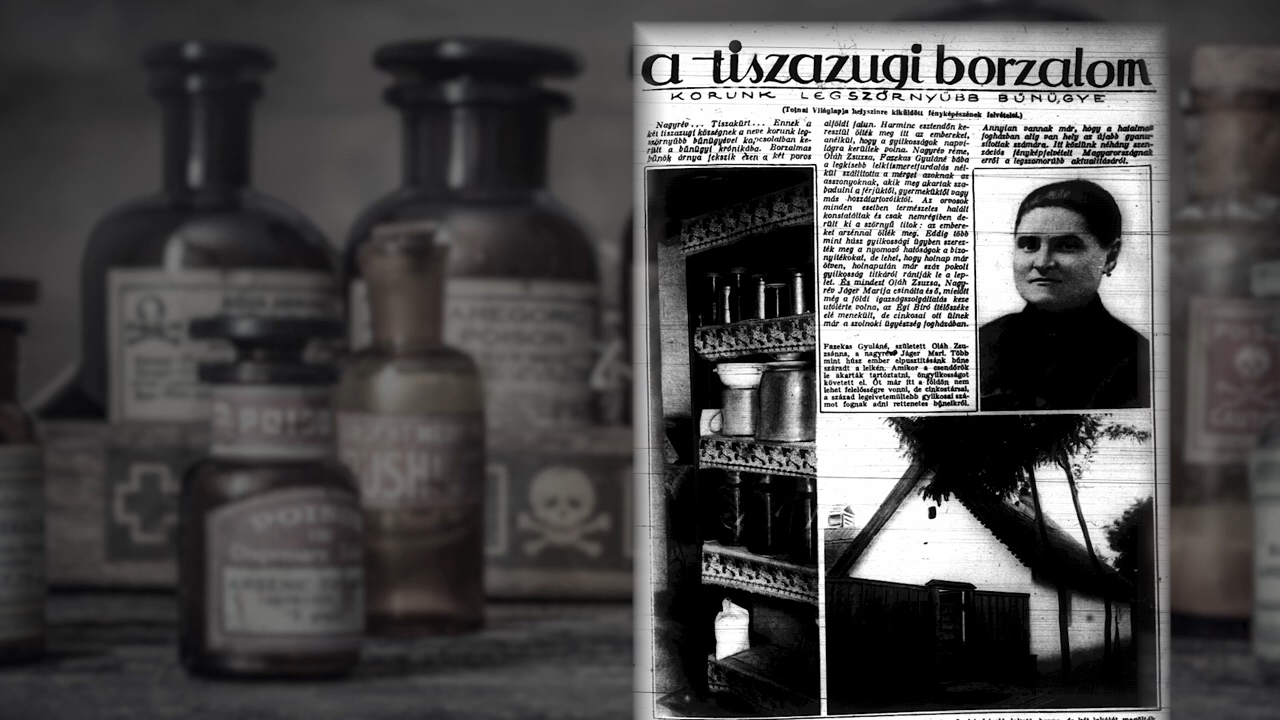 a tiszazugi borzalom
KORUNK LEGSZÖRNYŰBB BŰNÜGYE
(Tolnai Világlapja helyszínre kiküldött fényképészének felvételei.)
Nagyrév... Tiszakürt... Ennek a
két tiszazugi községnek a neve korunk leg-
szörnyűbb bűnügyével kapcsolatban ke-
rült a bűnügyi krónikába. Borzalmas
bűnök árnya fekszik ezen a két poros
alföldi falun. Harminc esztendőn ke-
resztül ölték meg itt az embereket,
anélkül, hogy a gyilkosságok napvi-
lágra kerültek volna. Nagyrév réme,
Oláh Zsuzsa, Fazekas Gyuláné bába
a legkisebb lelkiismeretfurdalás nél-
kül szállította a mérget azoknak az
asszonyoknak, akik meg akartak sza-
badulni a férjüktől, gyermeküktől vagy
más hozzátartozóiktól. Az orvosok
minden esetben természetes halált
konstatáltak és csak nemrégiben de-
rült ki a szörnyű titok: az embere-
ket arzénnal ölték meg. Eddig több
mint húsz gyilkossági ügyben szerez-
ték meg a nyomozó hatóságok a bizo-
nyítékokat, de lehet, hogy holnap már
ötven, holnapután már száz pokoli
gyilkosság titkáról rántják le a lep-
let. És mindezt Oláh Zsuzsa, Nagy-
rév Jáger Marija csinálta és ő, mielőtt
még a földi igazságszolgáltatás keze
utolérte volna, az Égi Bíró ítélőszéke
elé menekült, de cinkosai ott ülnek
már a szolnoki ügyészség fogházában.
Fazekas Gyuláné, született Oláh Zsu-
zsánna, a nagyrévi Jáger Mari. Több
mint húsz ember elpusztításának bűne
száradt a lelkén. Amikor a csendőrök
le akarták tartóztatni, öngyilkosságot
követett el. Őt már itt a földön nem
lehet felelősségre vonni, de cinkostársai,
a század legelvetemültebb gyilkosai szá-
mot fognak adni rettenetes bűneikről.
Annyian vannak már, hogy a hatalmas
fogházban alig van hely az újabb gyanu-
sítottak számára. Itt közlünk néhány szen-
zációs fényképfelvételt Magyarországnak
erről a legszomorúbb aktualitásáról.
POISON